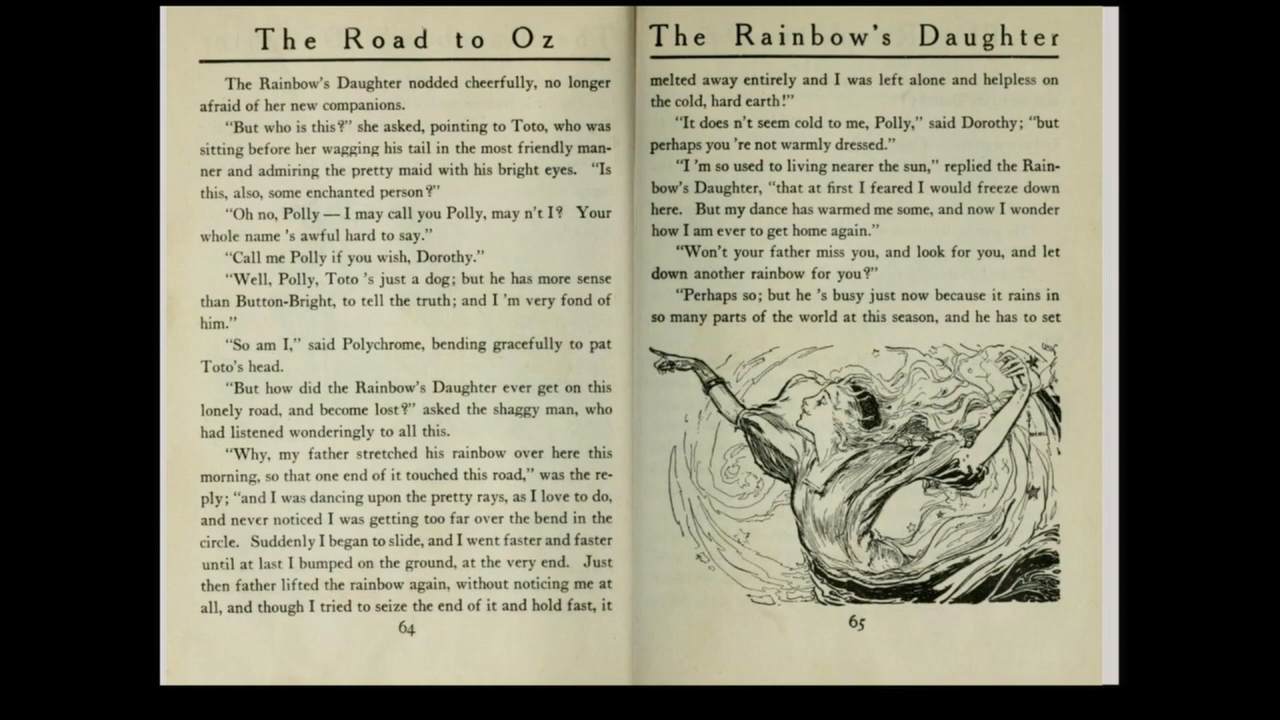 The Road to Oz
The Rainbow's Daughter nodded cheerfully, no longer
afraid of her new companions.
"But who is this?" she asked, pointing to Toto, who was
sitting before her wagging his tail in the most friendly man-
ner and admiring the pretty maid with his bright eyes. "Is
this, also, some enchanted person?"
"Oh no, Polly — I may call you Polly, may n't I? Your
whole name 's awful hard to say."
"Call me Polly if you wish, Dorothy."
"Well, Polly, Toto 's just a dog; but he has more sense
than Button-Bright, to tell the truth; and I 'm very fond of
him."
"So am I," said Polychrome, bending gracefully to pat
Toto's head.
"But how did the Rainbow's Daughter ever get on this
lonely road, and become lost?" asked the shaggy man, who
had listened wonderingly to all this.
"Why, my father stretched his rainbow over here this
morning, so that one end of it touched this road," was the re-
ply; "and I was dancing upon the pretty rays, as I love to do,
and never noticed I was getting too far over the bend in the
circle. Suddenly I began to slide, and I went faster and faster
until at last I bumped on the ground, at the very end. Just
then father lifted the rainbow again, without noticing me at
all, and though I tried to seize the end of it and hold fast, it
64
The Rainbow's Daughter
melted away entirely and I was left alone and helpless on
the cold, hard earth!"
"It does n't seem cold to me, Polly," said Dorothy; "but
perhaps you 're not warmly dressed."
"I 'm so used to living nearer the sun," replied the Rain-
bow's Daughter, "that at first I feared I would freeze down
here. But my dance has warmed me some, and now I wonder
how I am ever to get home again."
"Won't your father miss you, and look for you, and let
down another rainbow for you?"
"Perhaps so; but he 's busy just now because it rains in
so many parts of the world at this season, and he has to set
65